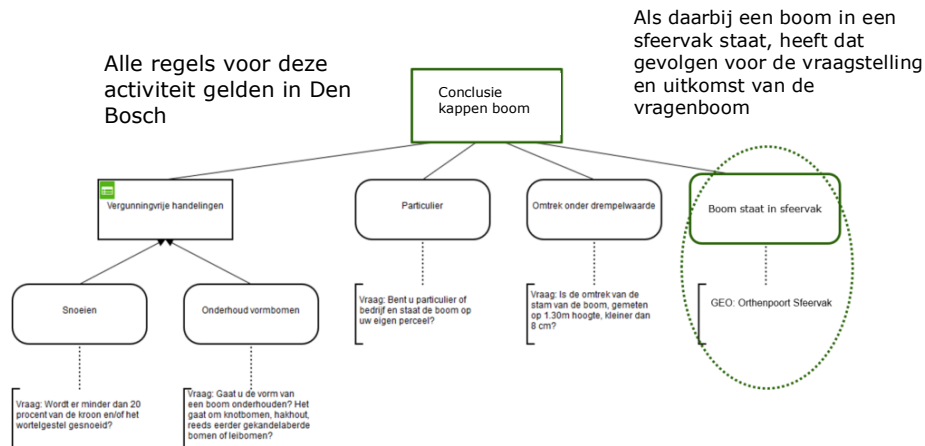 Als daarbij een boom in een
sfeervak staat, heeft dat
gevolgen voor de vraagstelling
en uitkomst van de
vragenboom
Alle regels voor deze
activiteit gelden in Den
Bosch
Conclusie
kappen boom
Vergunningvrije handelingen
Particulier
Omtrek onder drempelwaarde
Boom staat in sfeervak
Snoeien
Onderhoud vormbomen
Vraag: Bent u particulier of
bedrijf en staat de boom op
uw eigen perceel?
Vraag: Is de omtrek van de
stam van de boom, gemeten
op 1.30m hoogte, kleiner dan
8 cm?
GEO: Orthenpoort Sfeervak
Vraag: Wordt er minder dan 20
procent van de kroon en/of het
wortelgestel gesnoeid?
Vraag: Gaat u de vorm van
een boom onderhouden? Het
gaat om knotbomen, hakhout,
reeds eerder gekandelaberde
bomen of leibomen?